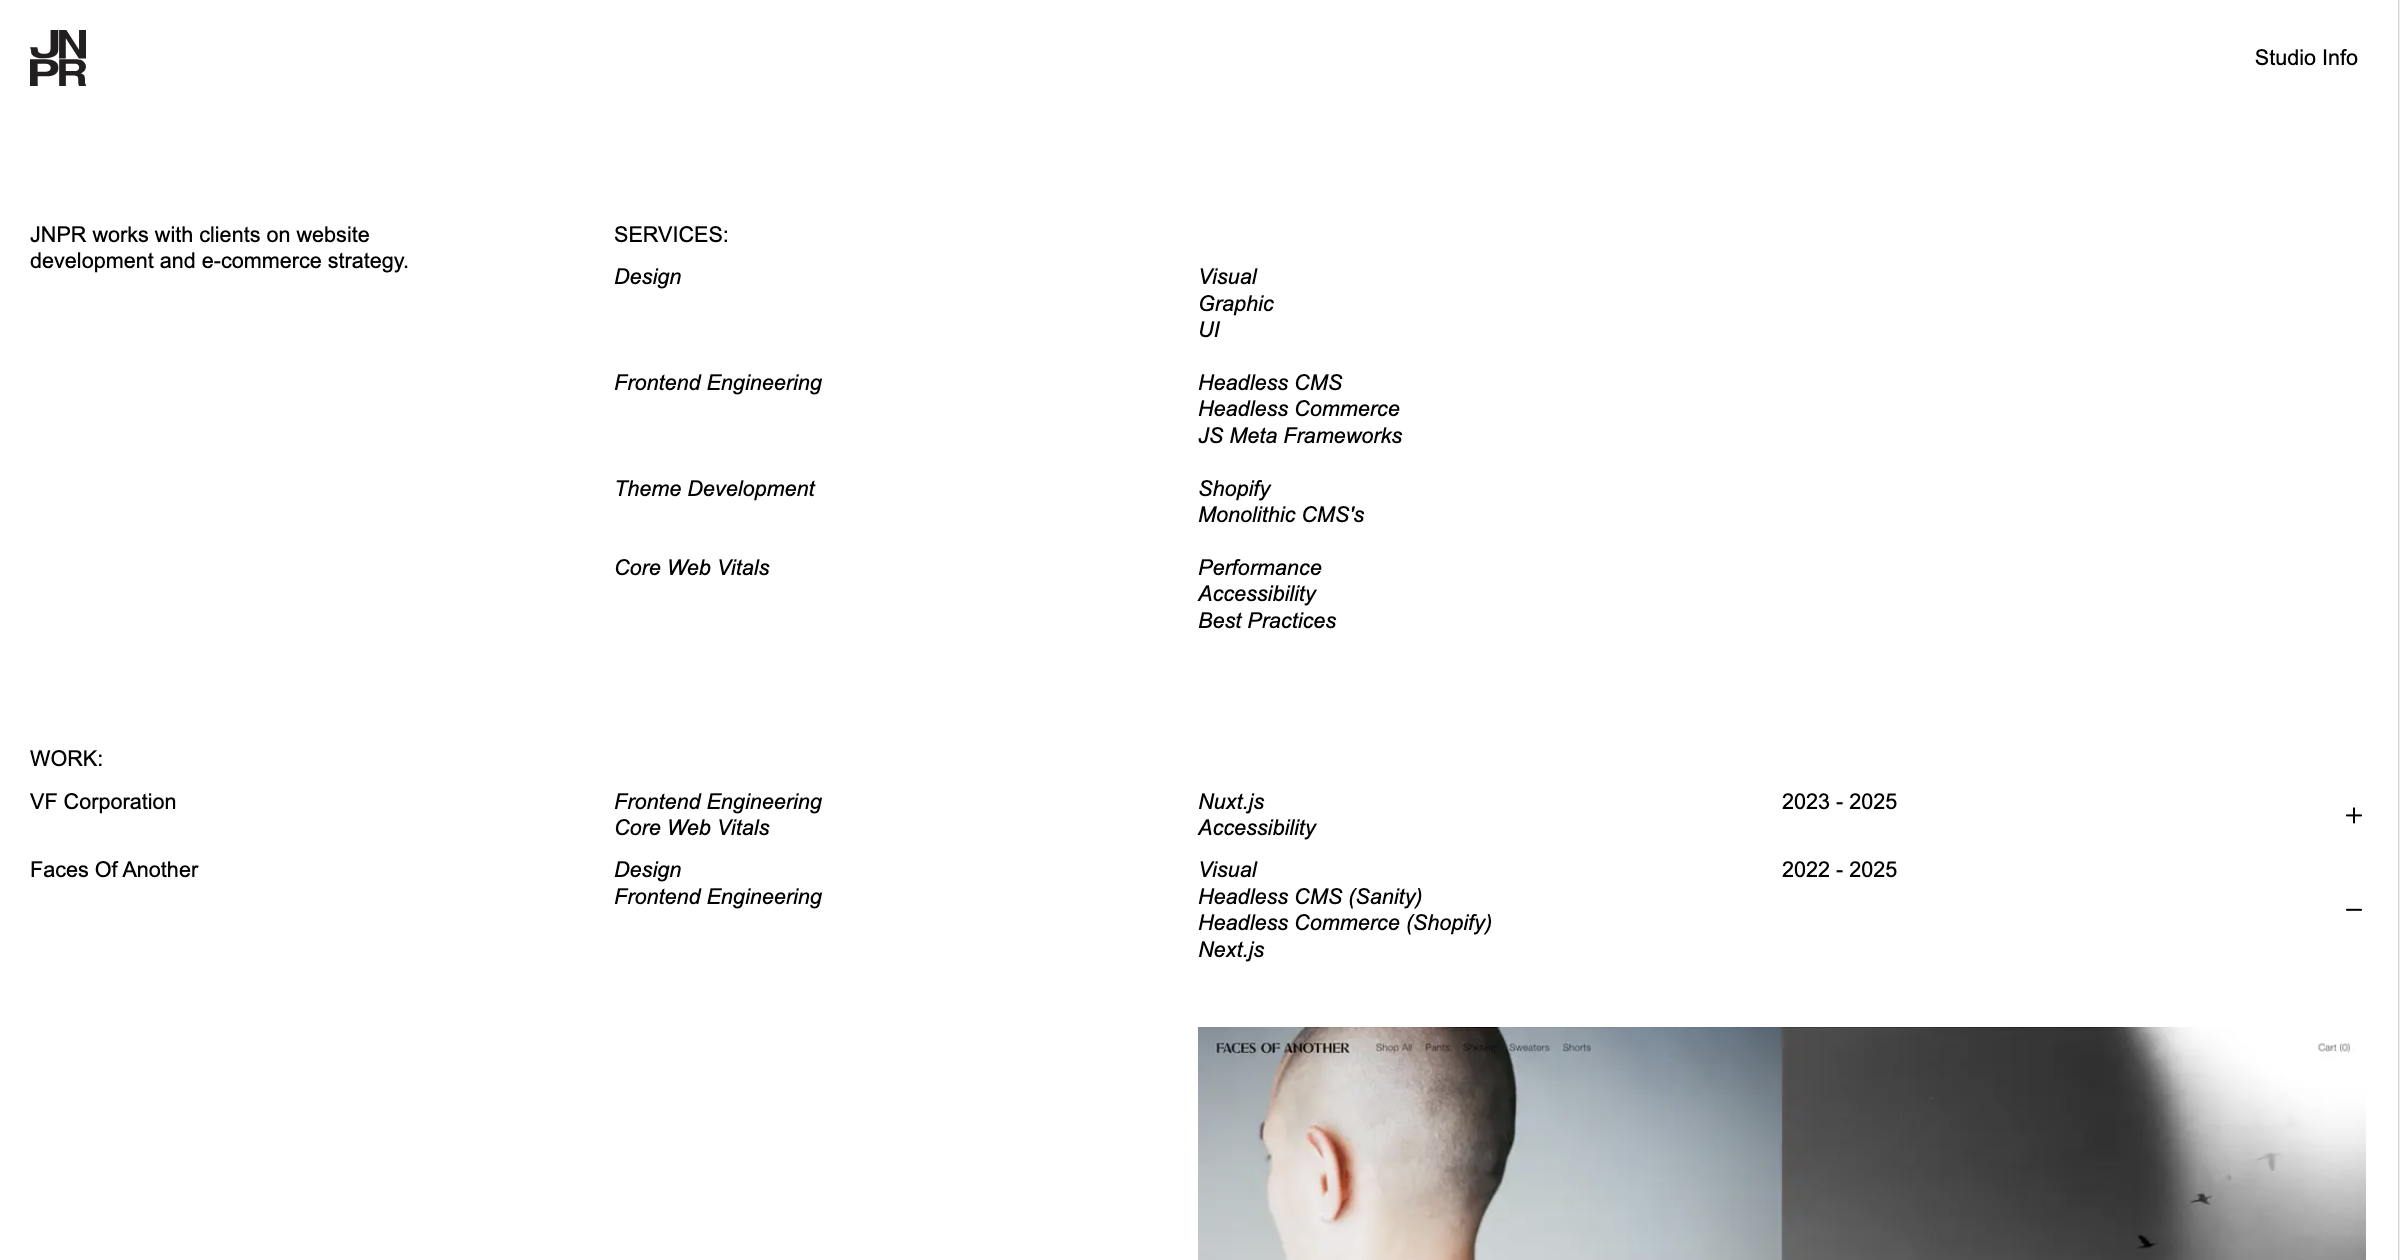 JN
PR
Studio Info
JNPR works with clients on website
development and e-commerce strategy.
SERVICES:
Design
Visual
Graphic
UI
Frontend Engineering
Headless CMS
Headless Commerce
JS Meta Frameworks
Theme Development
Shopify
Monolithic CMS's
Core Web Vitals
Performance
Accessibility
Best Practices
WORK:
VF Corporation
Frontend Engineering
Core Web Vitals
Nuxt.js
Accessibility
2023 - 2025
+
Faces Of Another
Design
Frontend Engineering
Visual
Headless CMS (Sanity)
Headless Commerce (Shopify)
Next.js
2022 - 2025
−
FACES OF ANOTHER Shop All Pants Sweaters Shorts Cart (0)